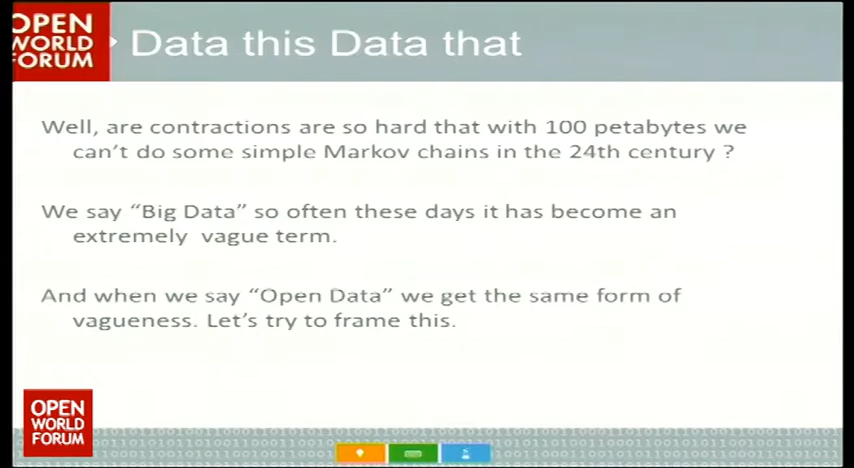 OPEN
WORLD
FORUM
Data this Data that
Well, are contractions are so hard that with 100 petabytes we
can't do some simple Markov chains in the 24th century ?
We say “Big Data” so often these days it has become an
extremely vague term.
And when we say “Open Data” we get the same form of
vagueness. Let's try to frame this.
OPEN
WORLD
FORUM